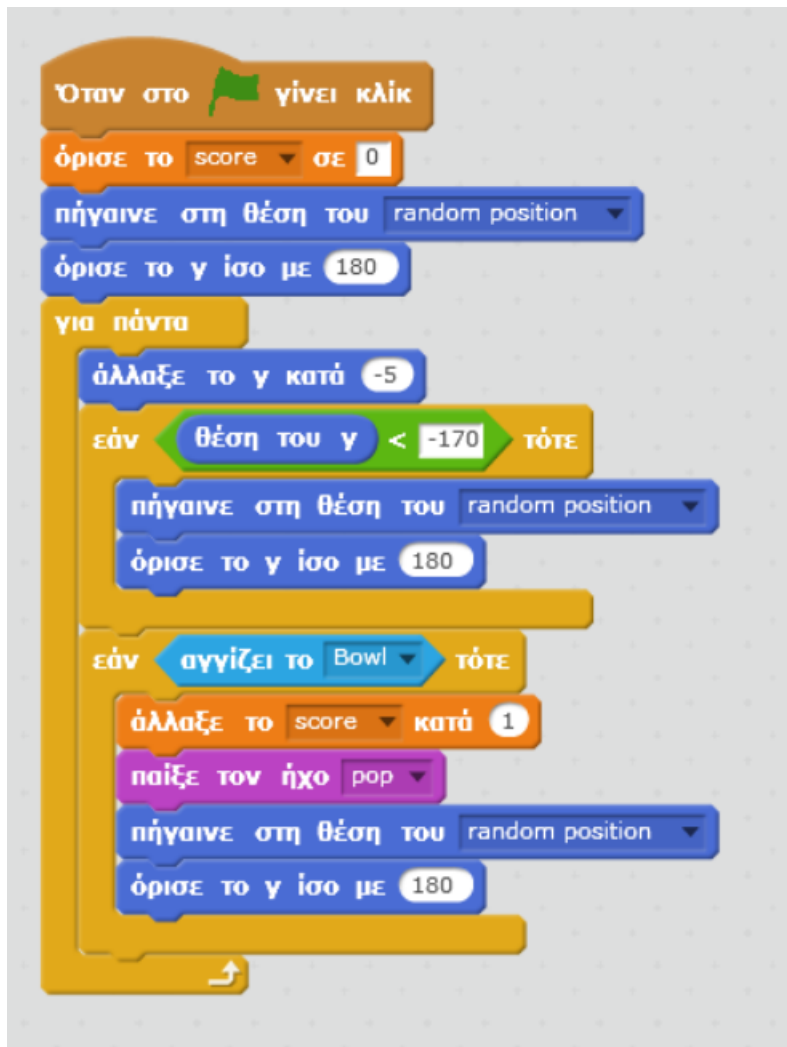 Όταν στο γίνει κλίκ
όρισε το score σε 0
πήγαινε στη θέση του random position
όρισε το y ίσο με 180
για πάντα
άλλαξε το y κατά -5
εάν θέση του y < -170 τότε
πήγαινε στη θέση του random position
όρισε το y ίσο με 180
εάν αγγίζει το Bowl τότε
άλλαξε το score κατά 1
παίξε τον ήχο pop
πήγαινε στη θέση του random position
όρισε το y ίσο με 180